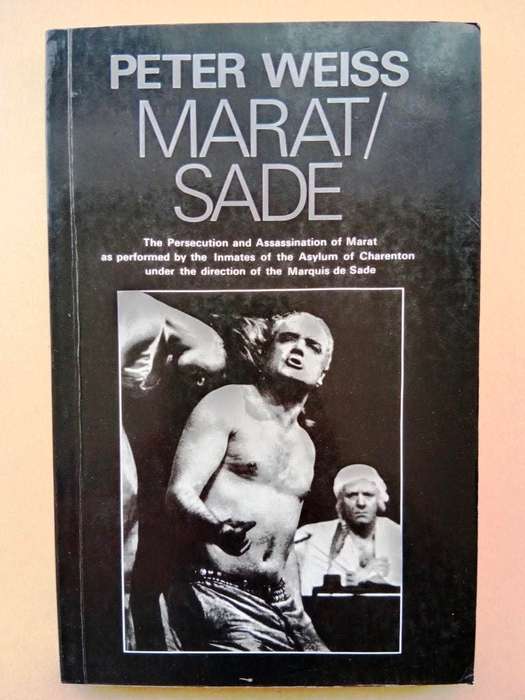 PETER WEISS
MARAT/
SADE
The Persecution and Assassination of Marat
as performed by the Inmates of the Asylum of Charenton
under the direction of the Marquis de Sade